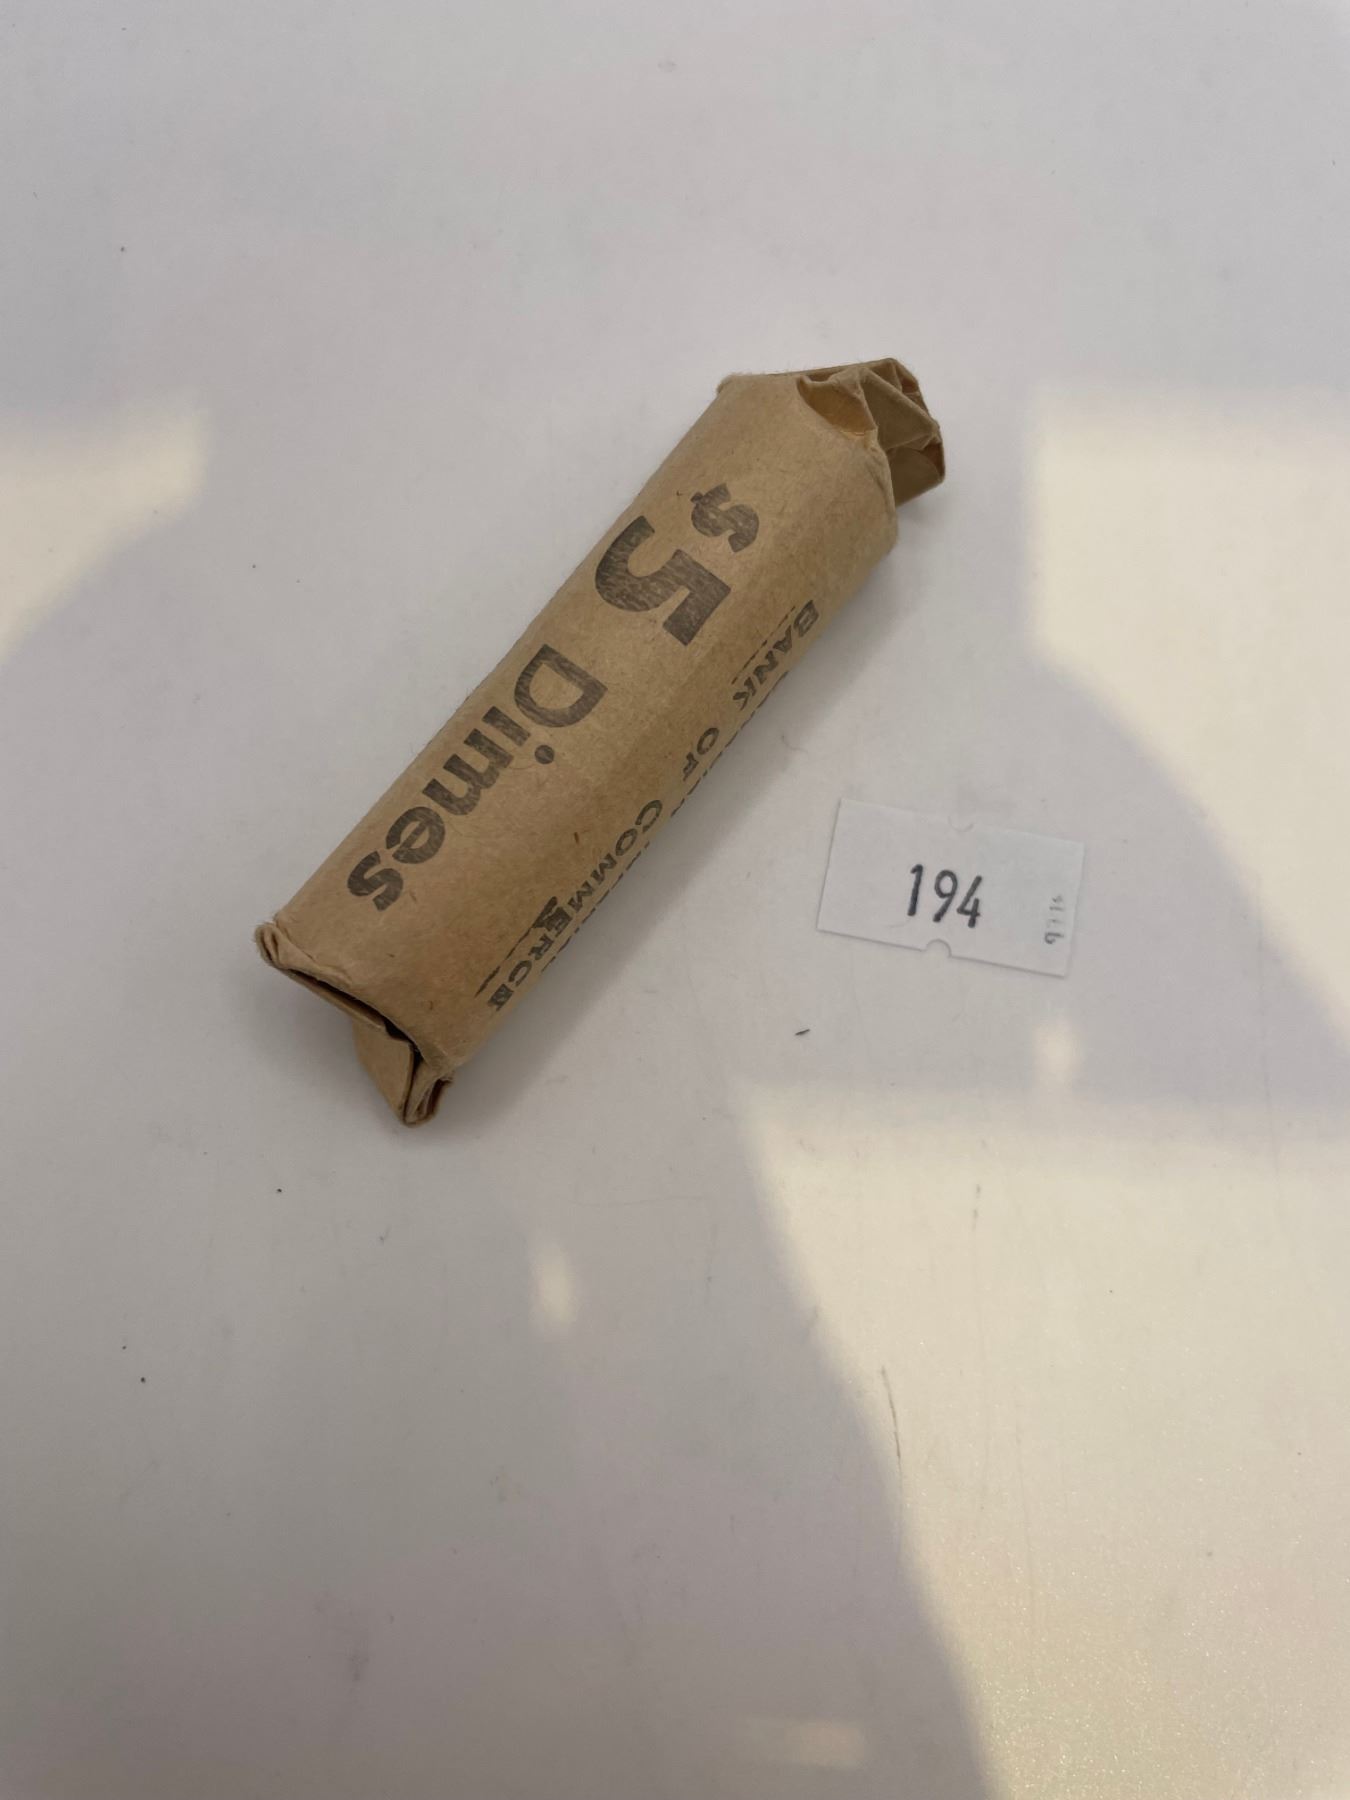 $5 Dimes
BANK OF COMMERCE
194